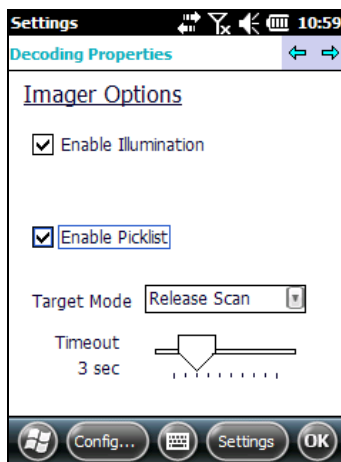 Settings 10:59
Decoding Properties
Imager Options
Enable Illumination
Enable Picklist
Target Mode Release Scan
Timeout
3 sec
Config... Settings OK